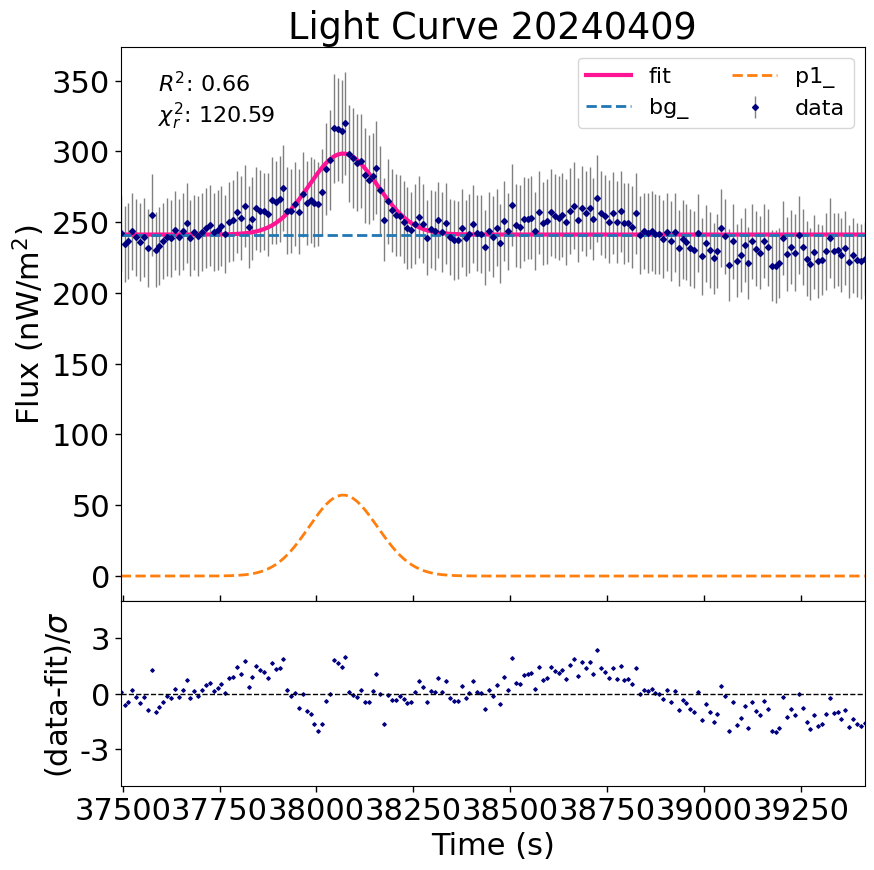 Light Curve 20240409
R²: 0.66
χ²ᵣ: 120.59
fit
bg_
p1_
data
Flux (nW/m²)
350
300
250
200
150
100
50
0
(data-fit)/σ
3
0
-3
37500 37750 38000 38250 38500 38750 39000 39250
Time (s)